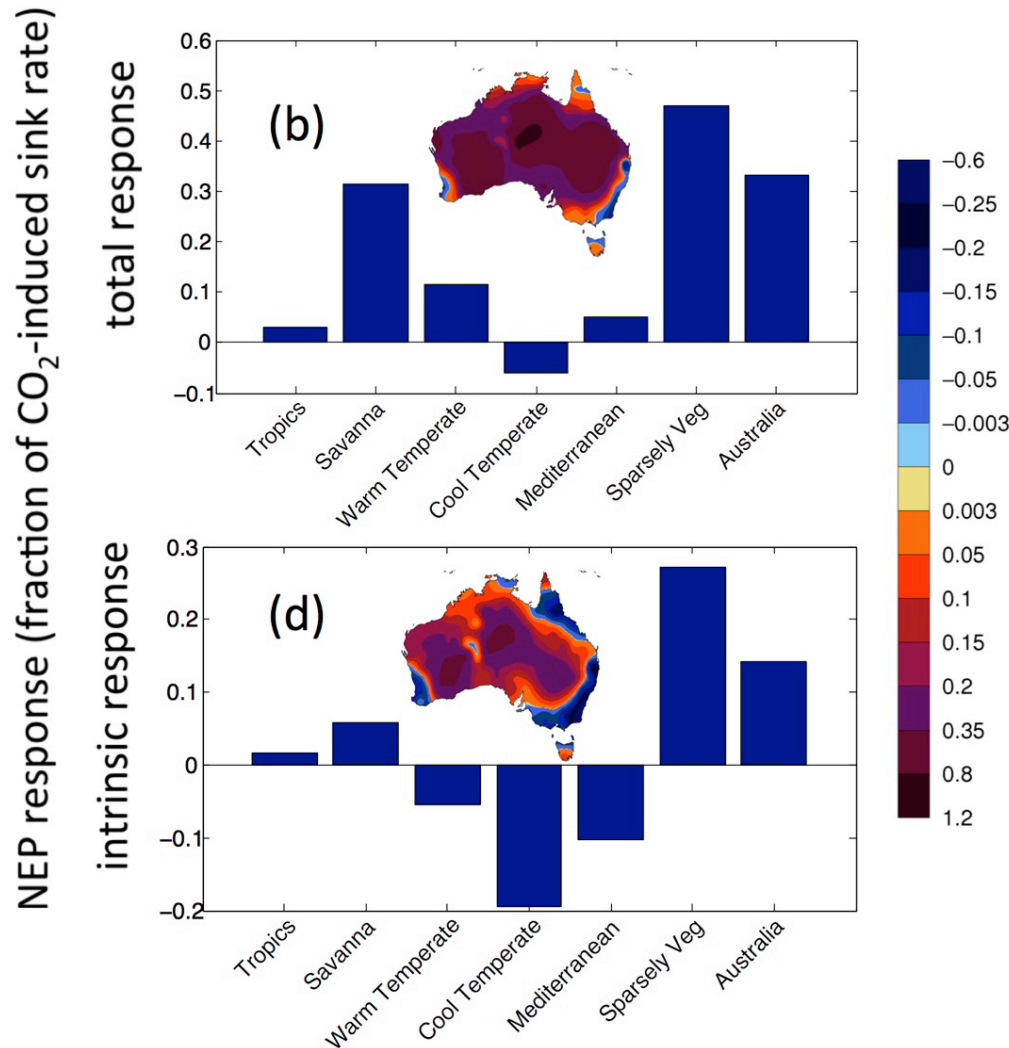 NEP response (fraction of CO₂-induced sink rate)
total response
(b)
0.6
0.5
0.4
0.3
0.2
0.1
0
−0.1
Tropics
Savanna
Warm Temperate
Cool Temperate
Mediterranean
Sparsely Veg
Australia
intrinsic response
(d)
0.3
0.2
0.1
0
−0.1
−0.2
Tropics
Savanna
Warm Temperate
Cool Temperate
Mediterranean
Sparsely Veg
Australia
−0.6
−0.25
−0.2
−0.15
−0.1
−0.05
−0.003
0
0.003
0.05
0.1
0.15
0.2
0.35
0.8
1.2